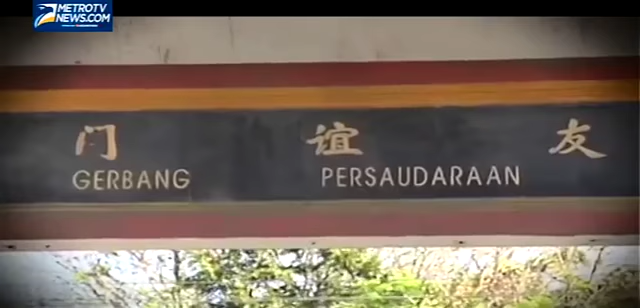 METROTV
NEWS.COM
门 谊 友
GERBANG PERSAUDARAAN